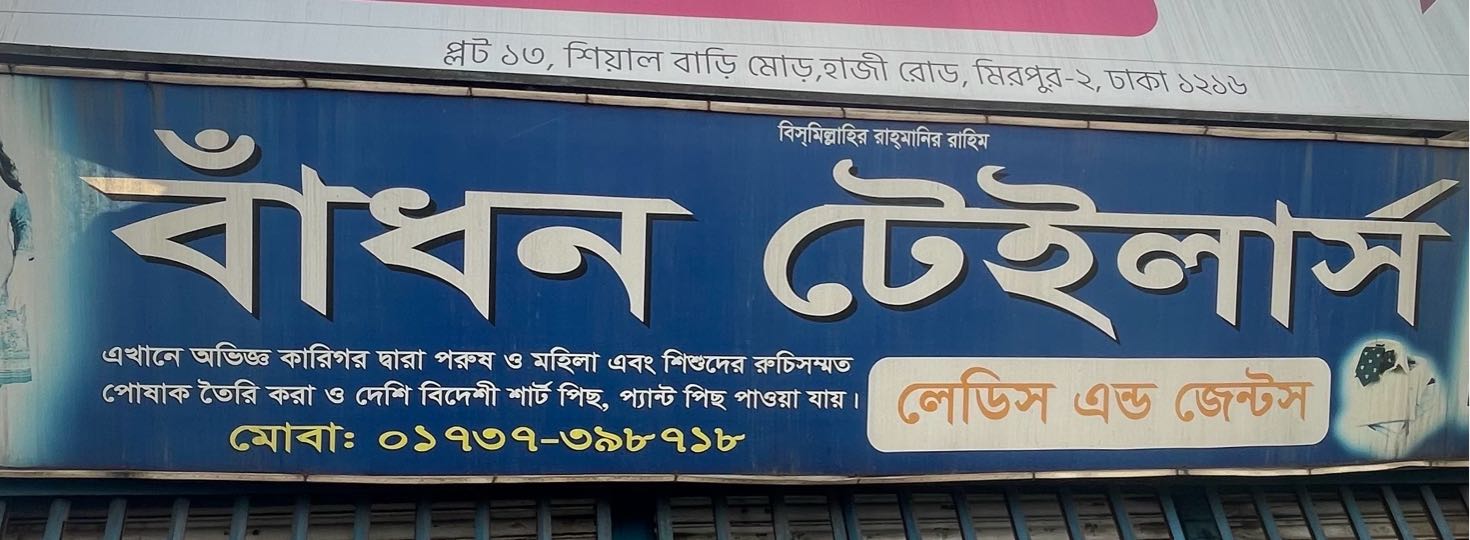 প্লট ১৩, শিয়াল বাড়ি মোড়,হাজী রোড, মিরপুর-২, ঢাকা ১২১৬
বিস্‌মিল্লাহির রাহ্‌মানির রাহিম
বাঁধন টেইলার্স
এখানে অভিজ্ঞ কারিগর দ্বারা পরুষ ও মহিলা এবং শিশুদের রুচিসম্মত
পোষাক তৈরি করা ও দেশি বিদেশী শার্ট পিছ, প্যান্ট পিছ পাওয়া যায়।
লেডিস এন্ড জেন্টস
মোবা: ০১৭৩৭-৩৯৮৭১৮